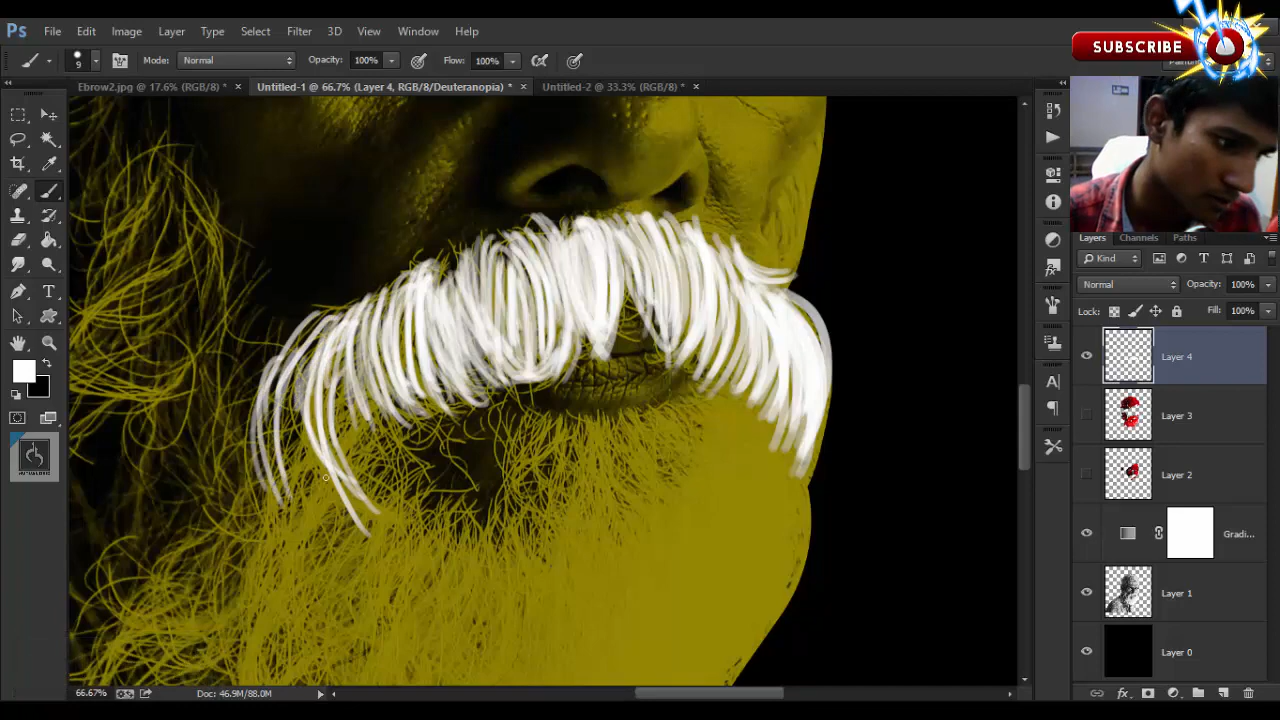 Ps File Edit Image Layer Type Select Filter 3D View Window Help
SUBSCRIBE
9 Mode: Normal Opacity: 100% Flow: 100%
Ebrow2.jpg @ 17.6% (RGB/8) * × Untitled-1 @ 66.7% (Layer 4, RGB/8/Deuteranopia) * × Untitled-2 @ 33.3% (RGB/8) * ×
Layers Channels Paths
Kind
Normal Opacity: 100%
Lock: Fill: 100%
Layer 4
Layer 3
Layer 2
Gradi...
Layer 1
Layer 0
66.67% Doc: 46.9M/88.0M